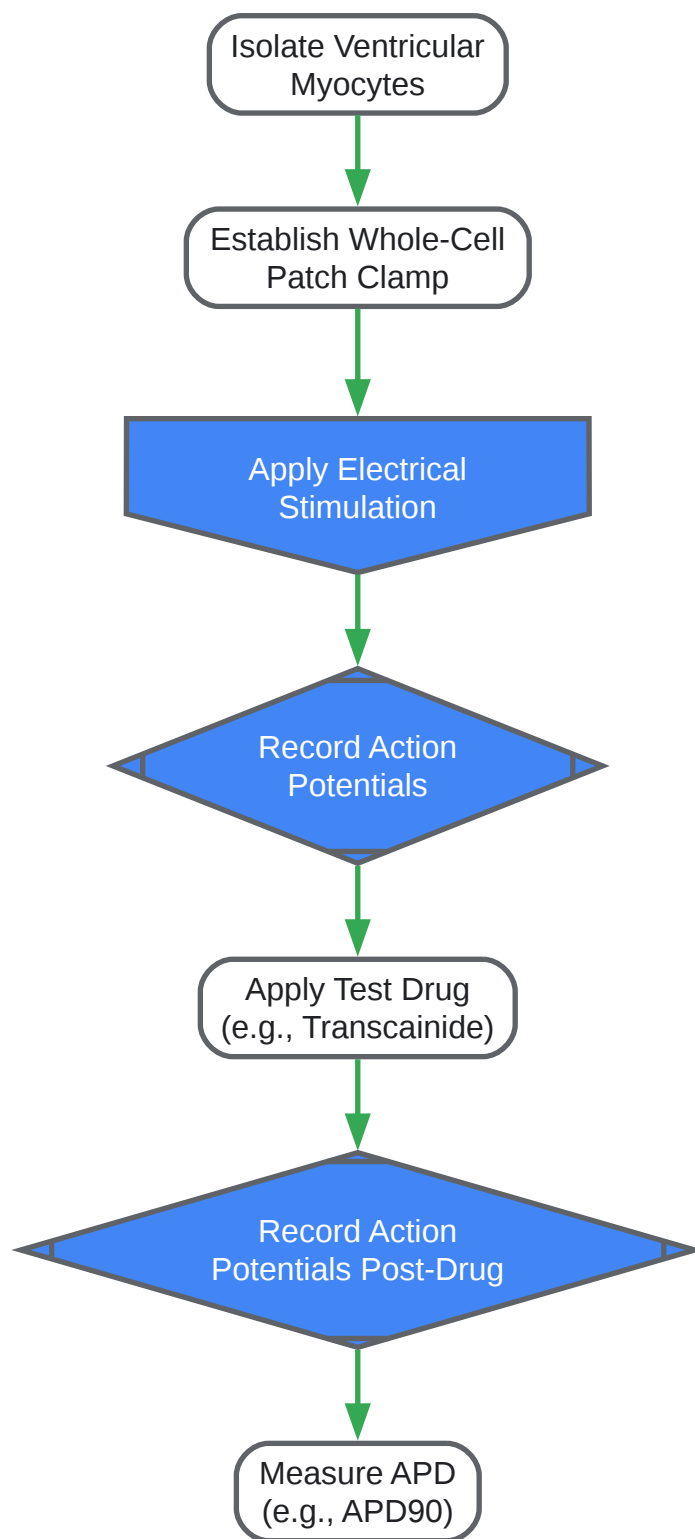 Isolate Ventricular
Myocytes
Establish Whole-Cell
Patch Clamp
Apply Electrical
Stimulation
Record Action
Potentials
Apply Test Drug
(e.g., Transcainide)
Record Action
Potentials Post-Drug
Measure APD
(e.g., APD90)